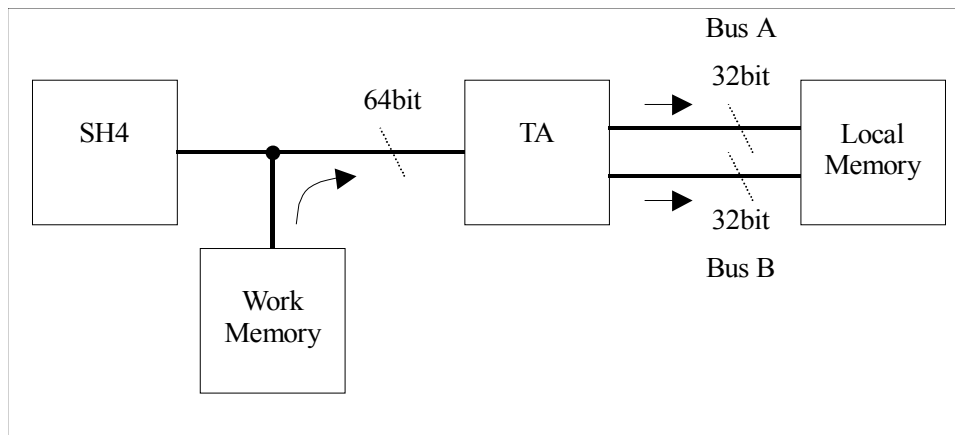 Bus A
32bit
64bit
SH4
TA
Local
Memory
32bit
Bus B
Work
Memory